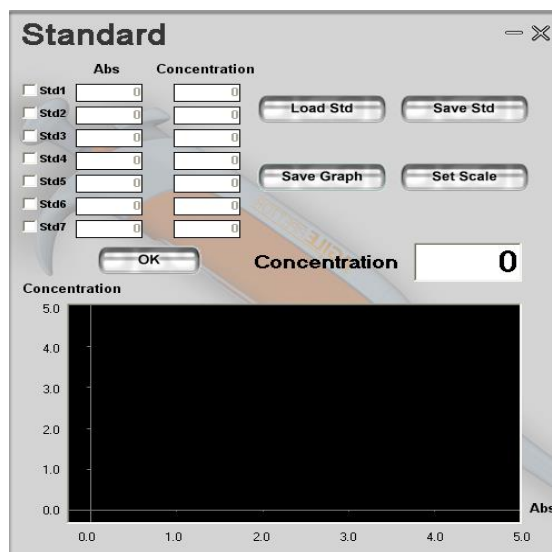 Standard
Abs Concentration
Std1 0 0
Std2 0 0
Std3 0 0
Std4 0 0
Std5 0 0
Std6 0 0
Std7 0 0
Load Std Save Std
Save Graph Set Scale
OK
Concentration 0
Concentration
5.0
4.0
3.0
2.0
1.0
0.0
Abs
0.0 1.0 2.0 3.0 4.0 5.0